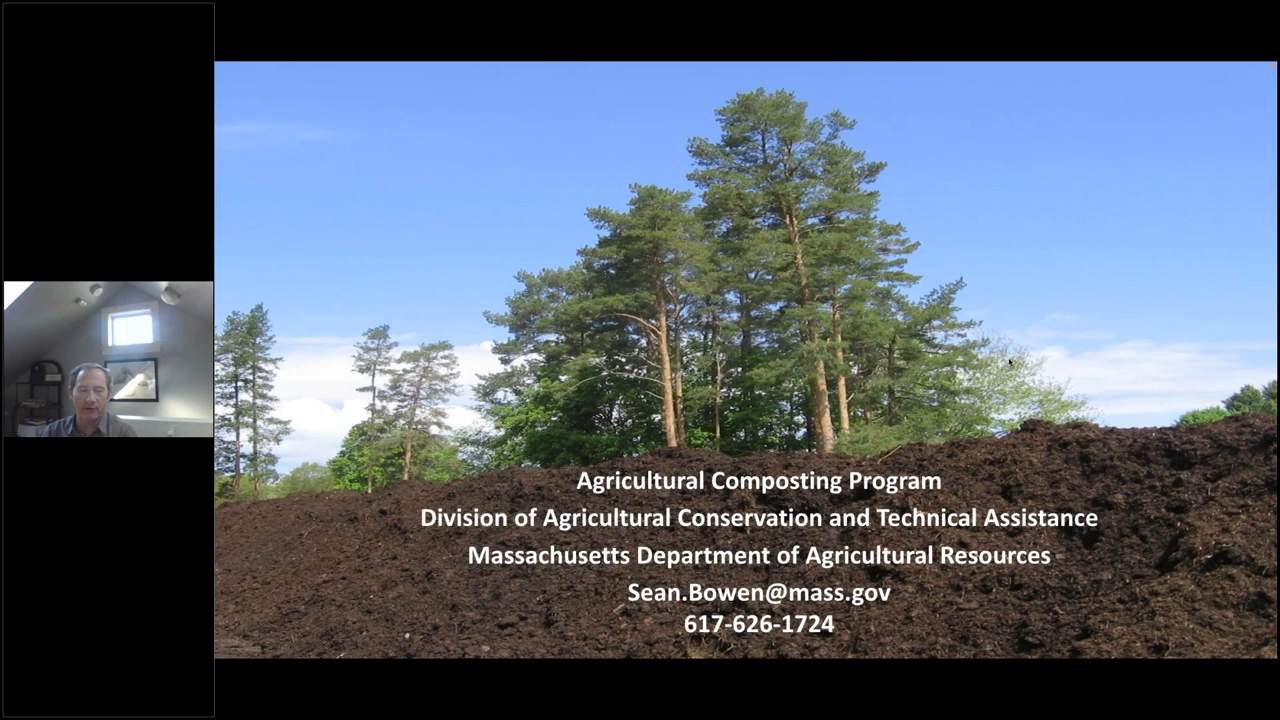 Agricultural Composting Program
Division of Agricultural Conservation and Technical Assistance
Massachusetts Department of Agricultural Resources
Sean.Bowen@mass.gov
617-626-1724